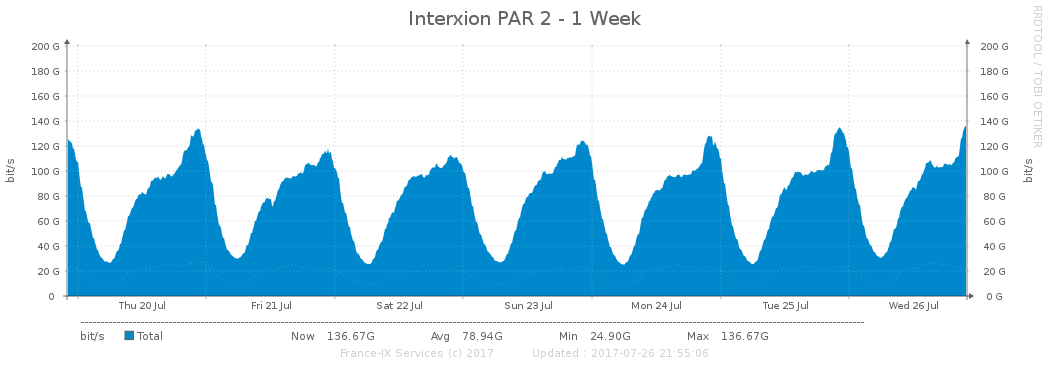 Interxion PAR 2 - 1 Week
RRDTOOL / TOBI OETIKER
bit/s
200 G 200 G
180 G 180 G
160 G 160 G
140 G 140 G
120 G 120 G
100 G 100 G
80 G 80 G
60 G 60 G
40 G 40 G
20 G 20 G
0 0 G
bit/s
Thu 20 Jul Fri 21 Jul Sat 22 Jul Sun 23 Jul Mon 24 Jul Tue 25 Jul Wed 26 Jul
bit/s Total Now 136.67G Avg 78.94G Min 24.90G Max 136.67G
France-IX Services (c) 2017 Updated : 2017-07-26 21:55:06